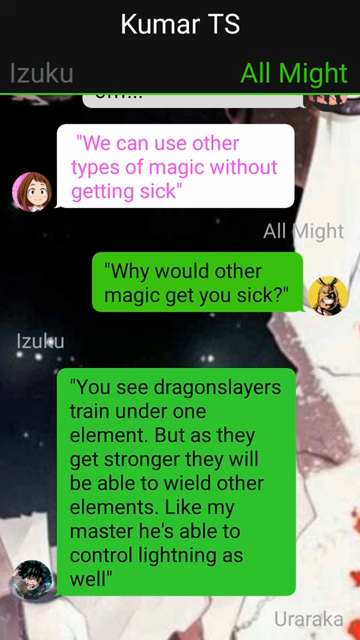 Kumar TS
Izuku
All Might
"We can use other
types of magic without
getting sick"
All Might
"Why would other
magic get you sick?"
Izuku
"You see dragonslayers
train under one
element. But as they
get stronger they will
be able to wield other
elements. Like my
master he's able to
control lightning as
well"
Uraraka